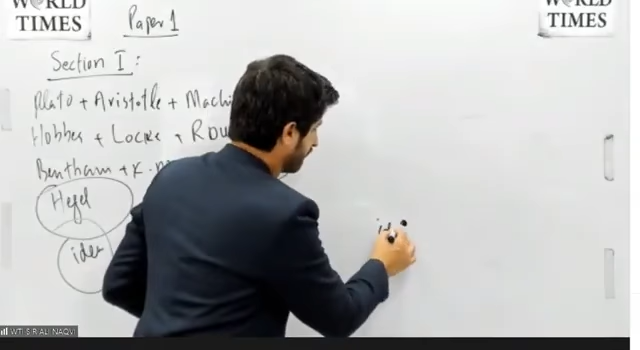 WORLD
TIMES
Paper 1
WORLD
TIMES
Section I :
Plato + Aristotle + Machi
Hobbes + Locke + Rou
Bentham + K.
Hegel
idea
WTI SIR ALI NAQVI